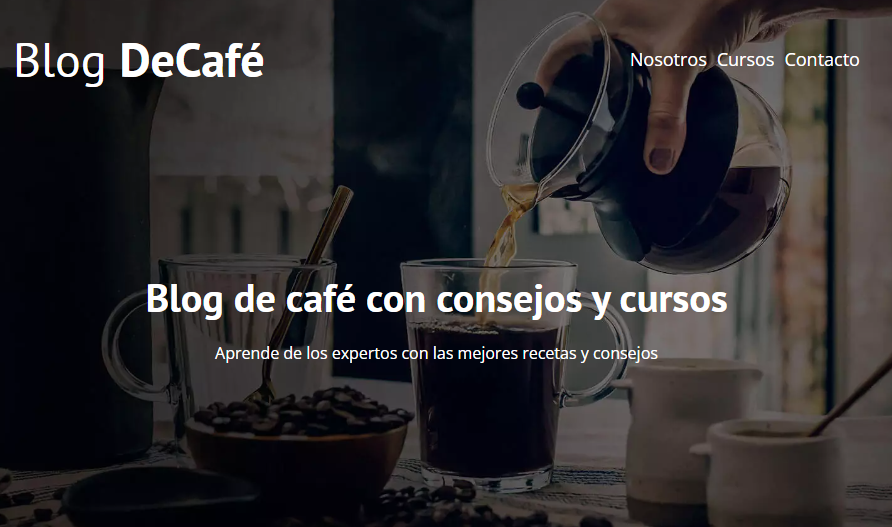 Blog DeCafé
Nosotros Cursos Contacto
Blog de café con consejos y cursos
Aprende de los expertos con las mejores recetas y consejos